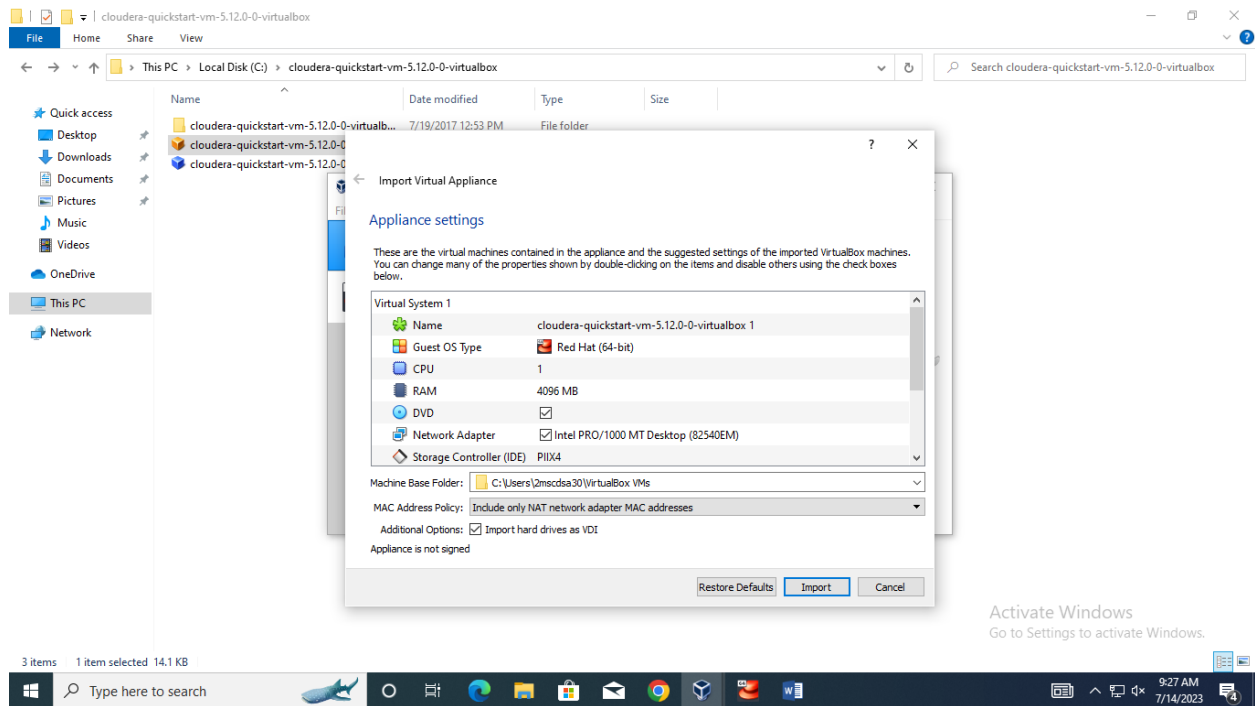 cloudera-quickstart-vm-5.12.0-0-virtualbox
File Home Share View
This PC > Local Disk (C:) > cloudera-quickstart-vm-5.12.0-0-virtualbox
Search cloudera-quickstart-vm-5.12.0-0-virtualbox
Name Date modified Type Size
Quick access
Desktop
Downloads
Documents
Pictures
Music
Videos
OneDrive
This PC
Network
cloudera-quickstart-vm-5.12.0-0-virtualb... 7/19/2017 12:53 PM File folder
cloudera-quickstart-vm-5.12.0-0
cloudera-quickstart-vm-5.12.0-0
Fil
? ×
Import Virtual Appliance
Appliance settings
These are the virtual machines contained in the appliance and the suggested settings of the imported VirtualBox machines.
You can change many of the properties shown by double-clicking on the items and disable others using the check boxes
below.
Virtual System 1
Name cloudera-quickstart-vm-5.12.0-0-virtualbox 1
Guest OS Type Red Hat (64-bit)
CPU 1
RAM 4096 MB
DVD
Network Adapter Intel PRO/1000 MT Desktop (82540EM)
Storage Controller (IDE) PIIX4
Machine Base Folder: C:\Users\2mscdsa30\VirtualBox VMs
MAC Address Policy: Include only NAT network adapter MAC addresses
Additional Options: Import hard drives as VDI
Appliance is not signed
Restore Defaults Import Cancel
Activate Windows
Go to Settings to activate Windows.
3 items 1 item selected 14.1 KB
Type here to search
9:27 AM
7/14/2023
4